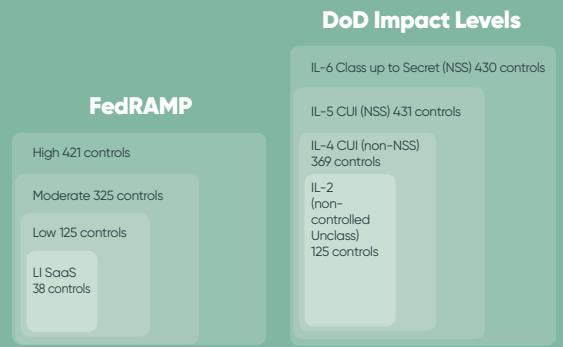 FedRAMP
High 421 controls
Moderate 325 controls
Low 125 controls
LI SaaS
38 controls
DoD Impact Levels
IL-6 Class up to Secret (NSS) 430 controls
IL-5 CUI (NSS) 431 controls
IL-4 CUI (non-NSS)
369 controls
IL-2
(non-
controlled
Unclass)
125 controls